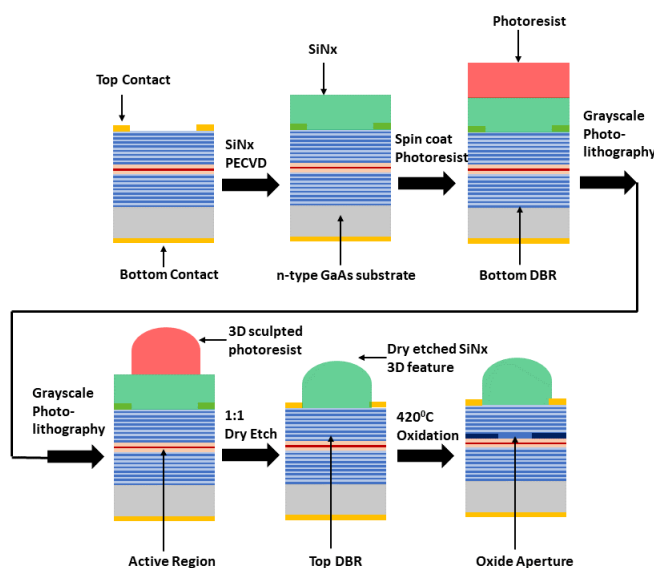 Photoresist
SiNx
Top Contact
SiNx
PECVD
Spin coat
Photoresist
Grayscale
Photo-
lithography
Bottom Contact
n-type GaAs substrate
Bottom DBR
3D sculpted
photoresist
Dry etched SiNx
3D feature
Grayscale
Photo-
lithography
1:1
Dry Etch
420⁰C
Oxidation
Active Region
Top DBR
Oxide Aperture